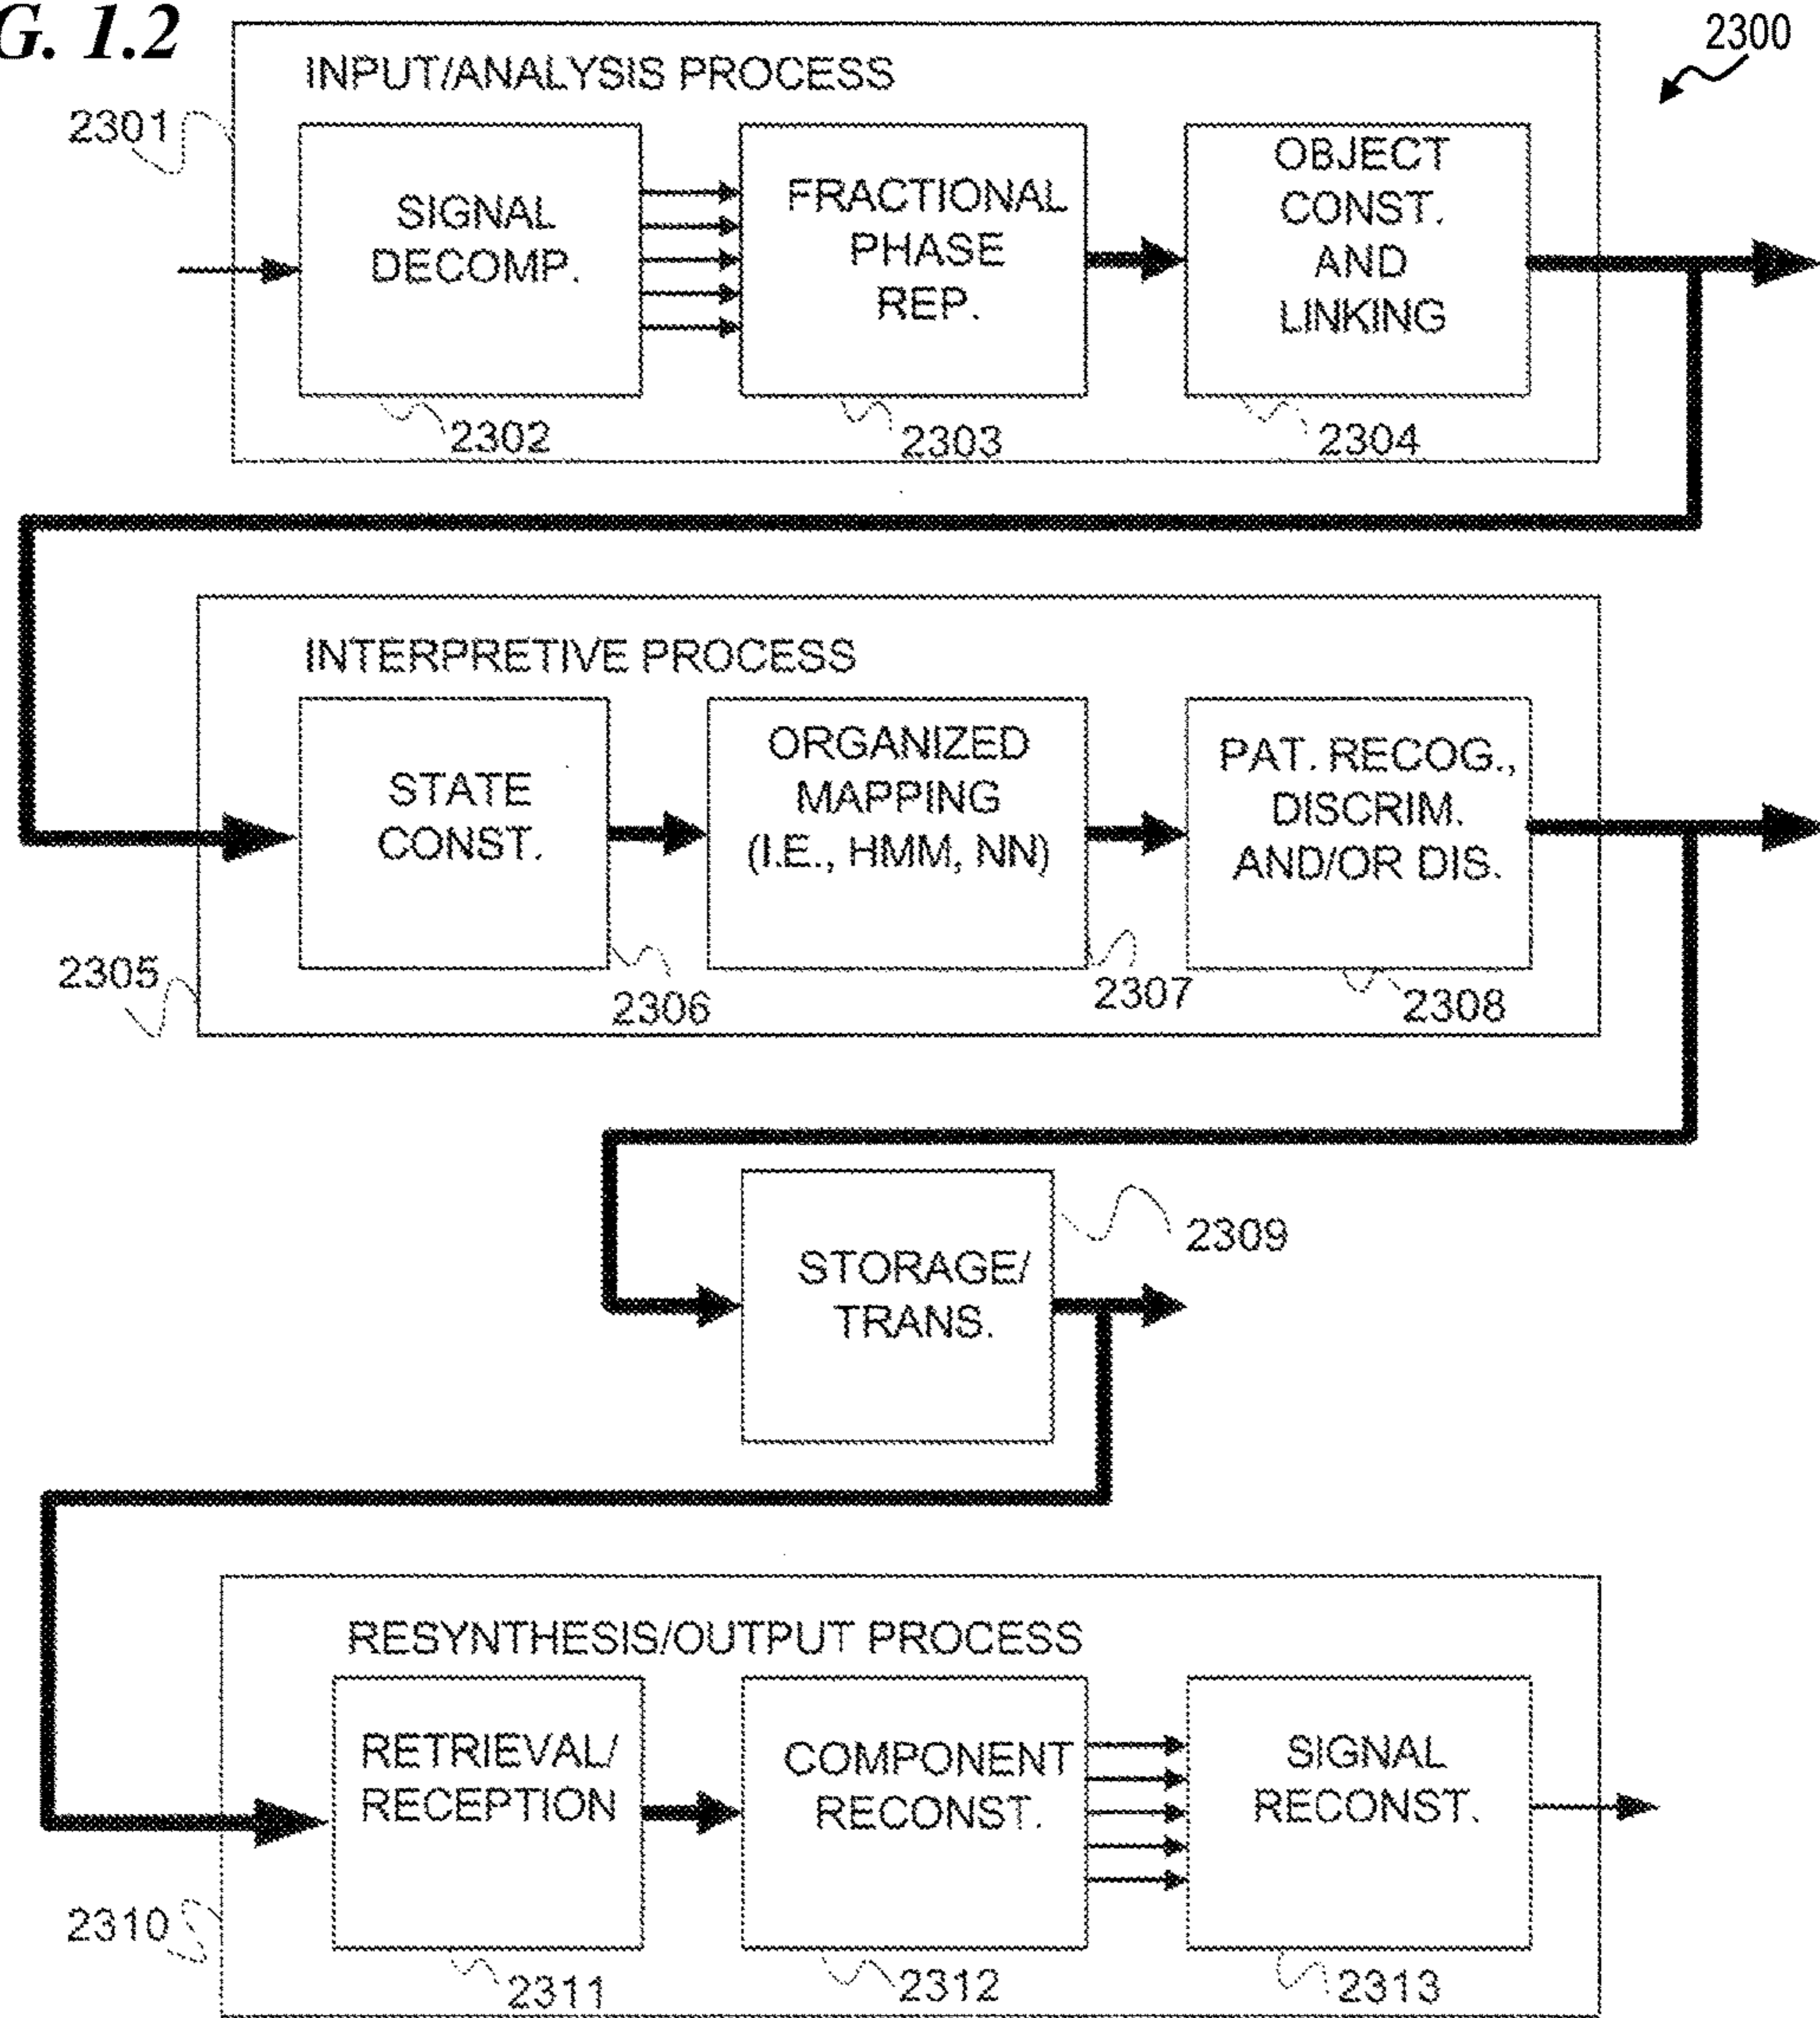 G. 1.2
2300
INPUT/ANALYSIS PROCESS
2301
SIGNAL
DECOMP.
2302
FRACTIONAL
PHASE
REP.
2303
OBJECT
CONST.
AND
LINKING
2304
INTERPRETIVE PROCESS
2305
STATE
CONST.
2306
ORGANIZED
MAPPING
(I.E., HMM, NN)
2307
PAT. RECOG.,
DISCRIM.
AND/OR DIS.
2308
STORAGE/
TRANS.
2309
RESYNTHESIS/OUTPUT PROCESS
2310
RETRIEVAL/
RECEPTION
2311
COMPONENT
RECONST.
2312
SIGNAL
RECONST.
2313